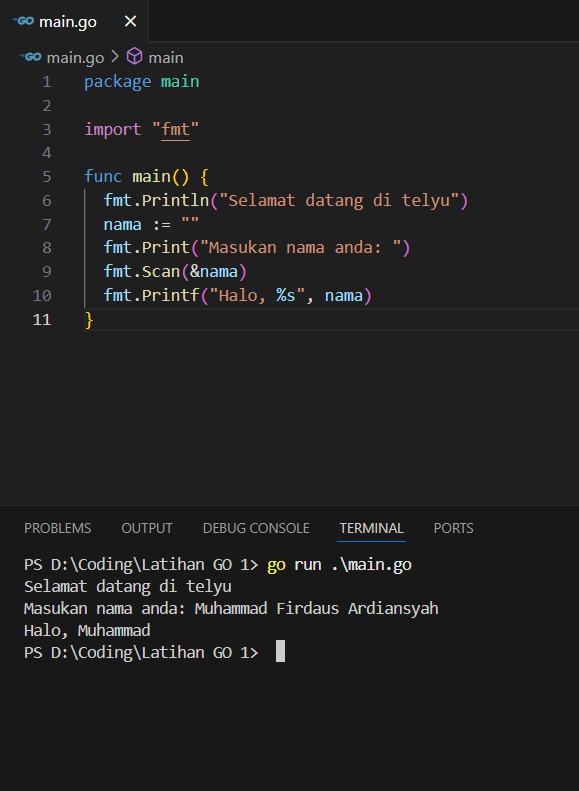 GO main.go ×
GO main.go > main
1 package main
2
3 import "fmt"
4
5 func main() {
6 fmt.Println("Selamat datang di telyu")
7 nama := ""
8 fmt.Print("Masukan nama anda: ")
9 fmt.Scan(&nama)
10 fmt.Printf("Halo, %s", nama)
11 }
PROBLEMS OUTPUT DEBUG CONSOLE TERMINAL PORTS
PS D:\Coding\Latihan GO 1> go run .\main.go
Selamat datang di telyu
Masukan nama anda: Muhammad Firdaus Ardiansyah
Halo, Muhammad
PS D:\Coding\Latihan GO 1>